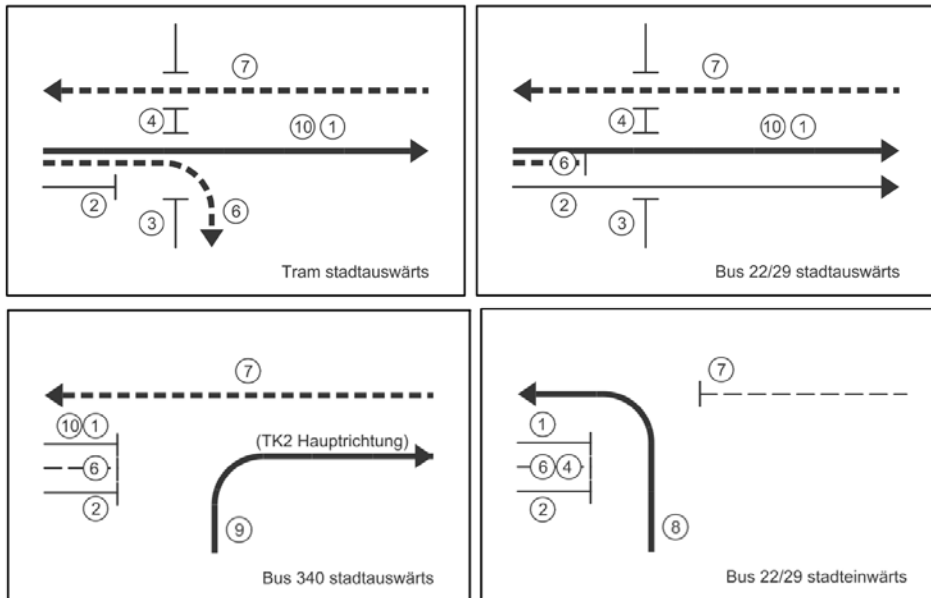 ⑦
④ ⑩ ①
② ③ ⑥
Tram stadtauswärts
⑦
④ ⑩ ①
⑥
② ③
Bus 22/29 stadtauswärts
⑦
⑩ ①
(TK2 Hauptrichtung)
⑥
②
⑨
Bus 340 stadtauswärts
⑦
①
⑥ ④
②
⑧
Bus 22/29 stadteinwärts